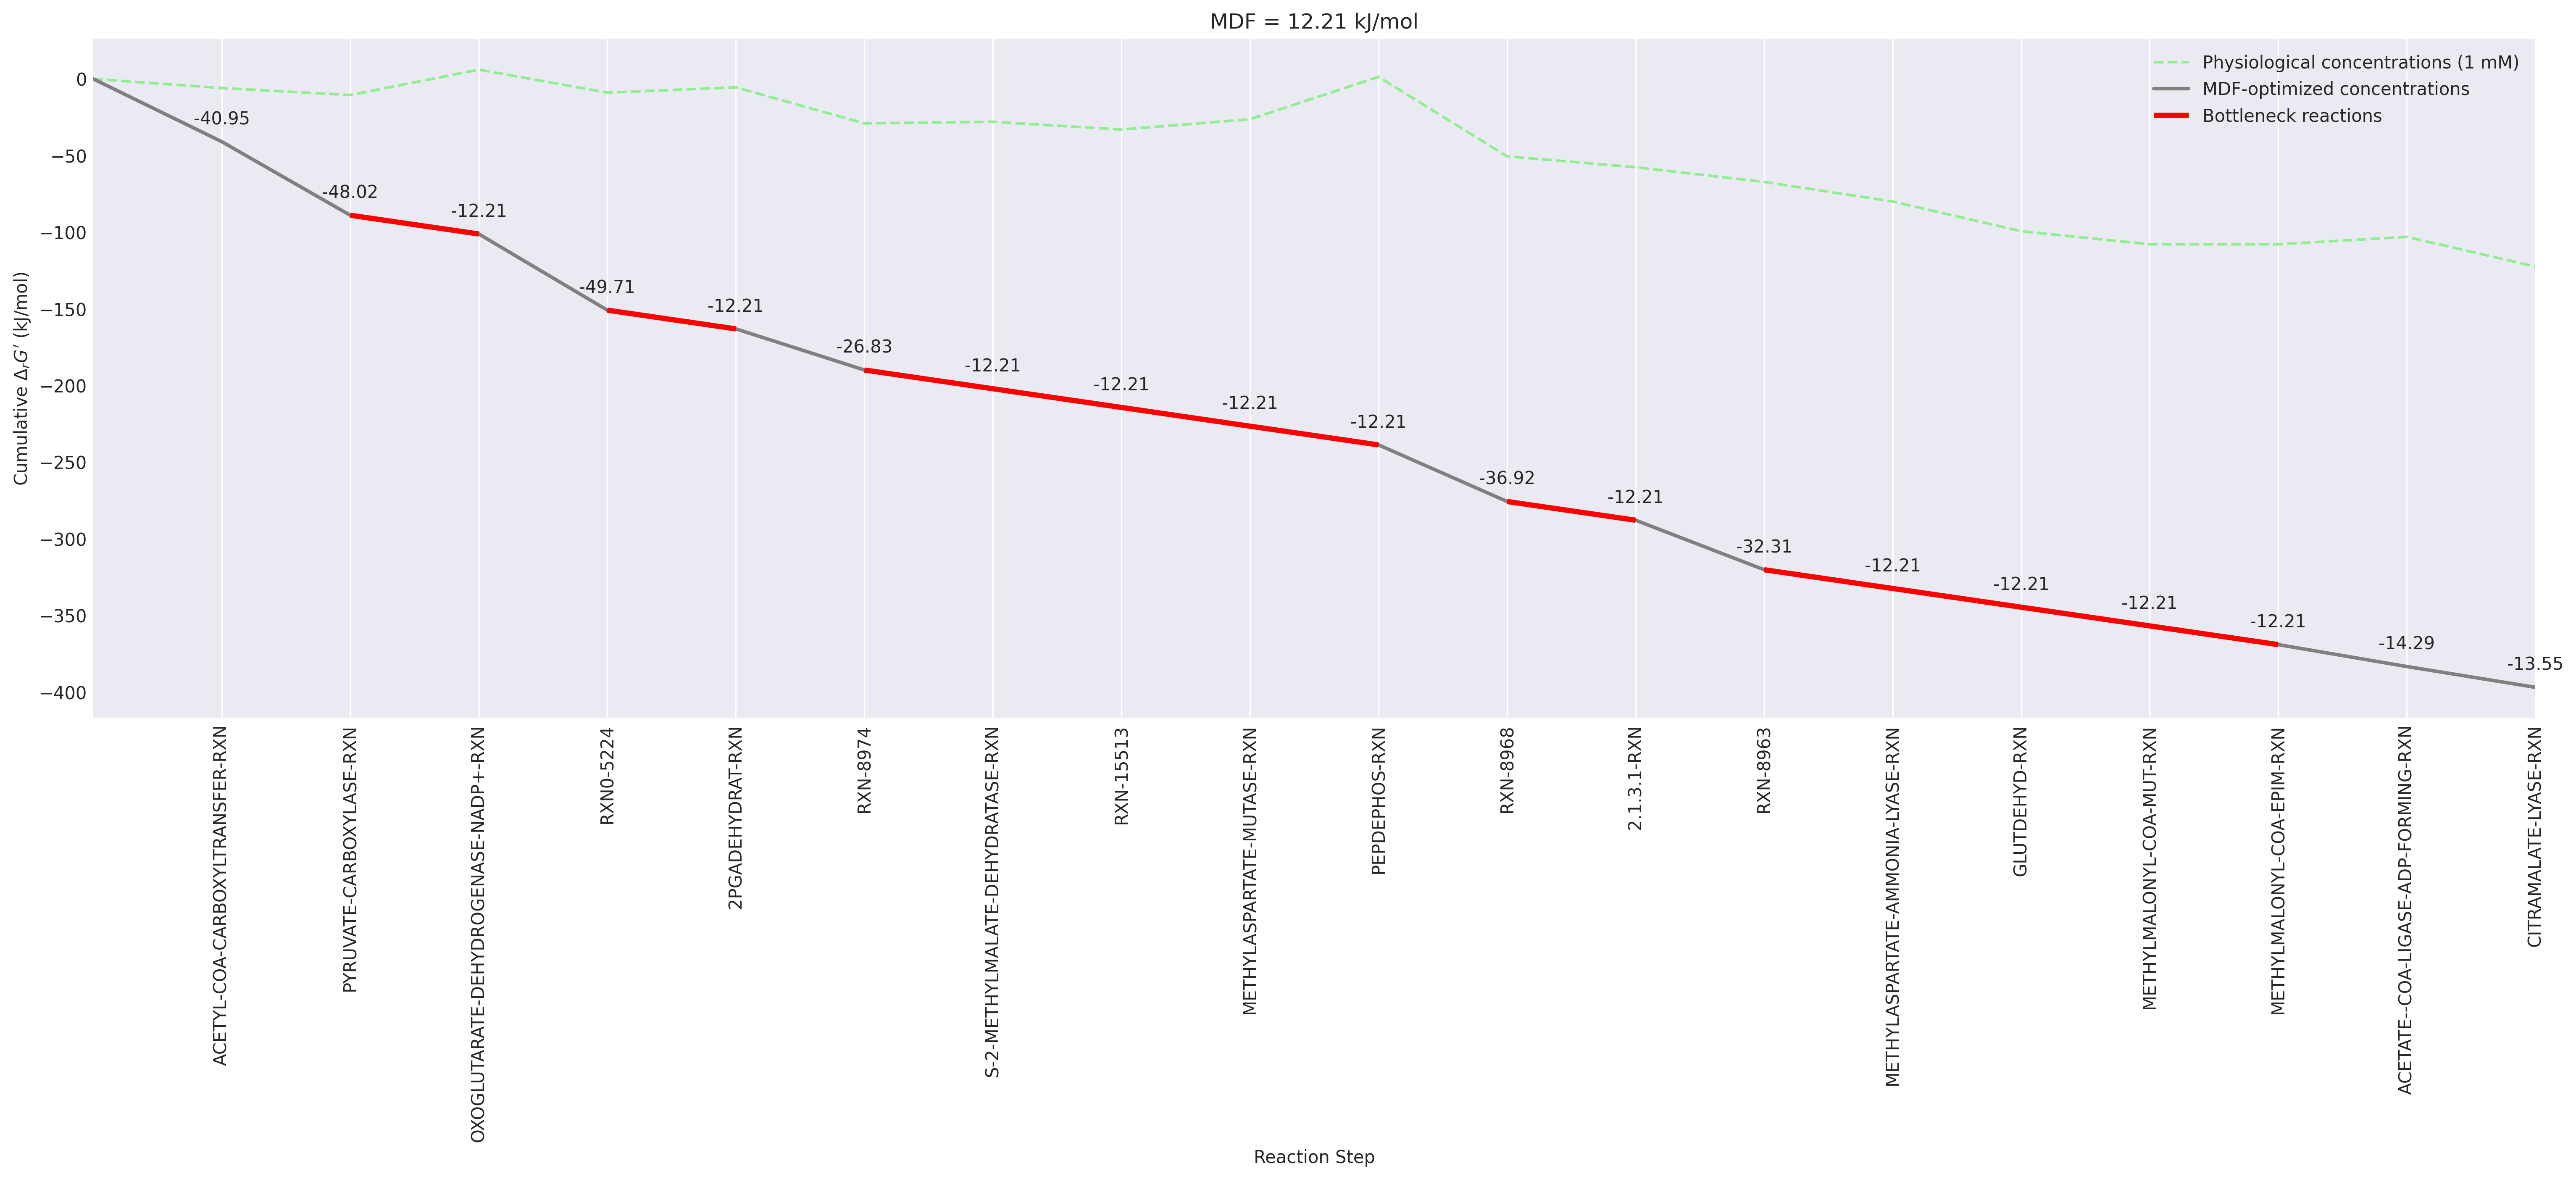 MDF = 12.21 kJ/mol
Physiological concentrations (1 mM)
MDF-optimized concentrations
Bottleneck reactions
Cumulative ΔrG′ (kJ/mol)
0
−50
−100
−150
−200
−250
−300
−350
−400
-40.95
-48.02
-12.21
-49.71
-12.21
-26.83
-12.21
-12.21
-12.21
-12.21
-36.92
-12.21
-32.31
-12.21
-12.21
-12.21
-12.21
-14.29
-13.55
ACETYL-COA-CARBOXYLTRANSFER-RXN
PYRUVATE-CARBOXYLASE-RXN
OXOGLUTARATE-DEHYDROGENASE-NADP+-RXN
RXN0-5224
2PGADEHYDRAT-RXN
RXN-8974
S-2-METHYLMALATE-DEHYDRATASE-RXN
RXN-15513
METHYLASPARTATE-MUTASE-RXN
PEPDEPHOS-RXN
RXN-8968
2.1.3.1-RXN
RXN-8963
METHYLASPARTATE-AMMONIA-LYASE-RXN
GLUTDEHYD-RXN
METHYLMALONYL-COA-MUT-RXN
METHYLMALONYL-COA-EPIM-RXN
ACETATE--COA-LIGASE-ADP-FORMING-RXN
CITRAMALATE-LYASE-RXN
Reaction Step